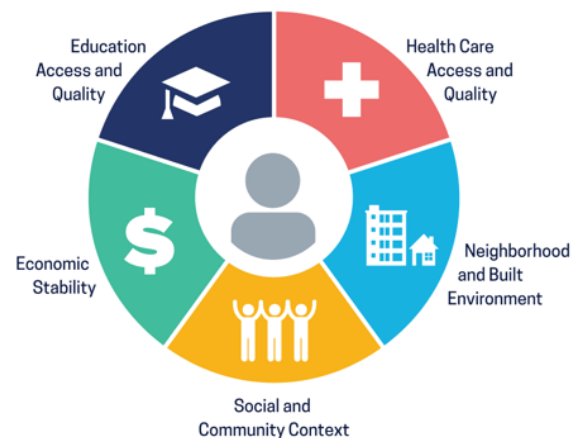 Education
Access and
Quality
Health Care
Access and
Quality
Economic
Stability
Neighborhood
and Built
Environment
Social and
Community Context
$